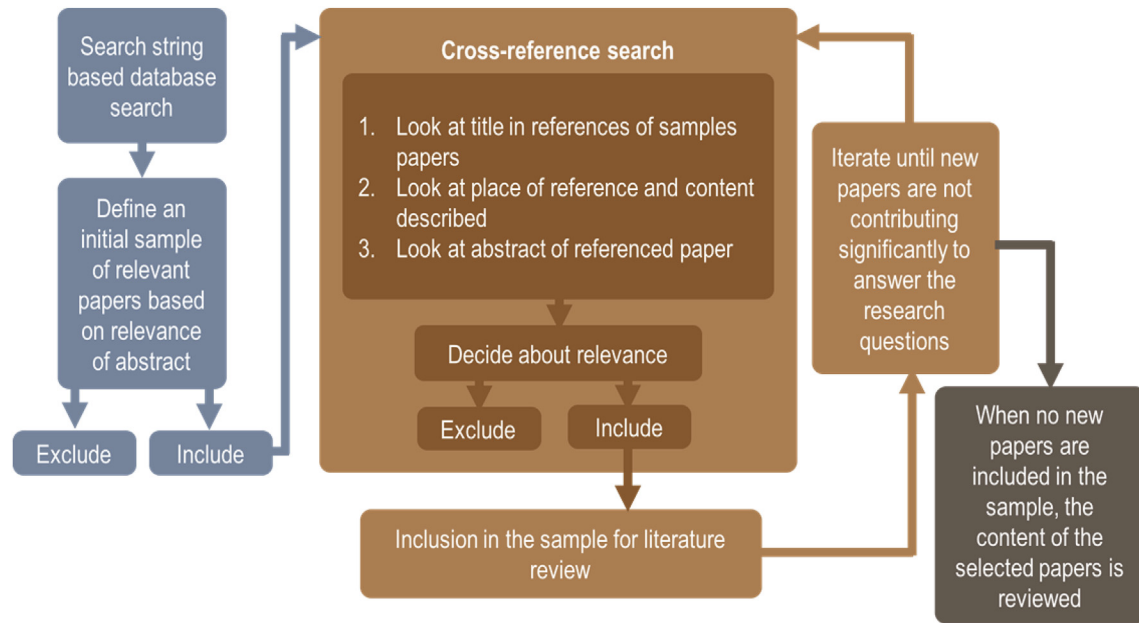 Search string
based database
search
Define an
initial sample
of relevant
papers based
on relevance
of abstract
Exclude
Include
Cross-reference search
1. Look at title in references of samples
papers
2. Look at place of reference and content
described
3. Look at abstract of referenced paper
Decide about relevance
Exclude
Include
Inclusion in the sample for literature
review
Iterate until new
papers are not
contributing
significantly to
answer the
research
questions
When no new
papers are
included in the
sample, the
content of the
selected papers is
reviewed